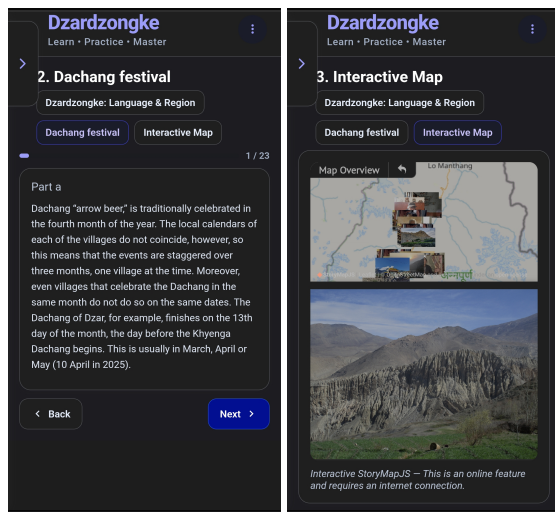 Dzardzongke
Learn • Practice • Master
2. Dachang festival
Dzardzongke: Language & Region
Dachang festival
Interactive Map
1 / 23
Part a
Dachang “arrow beer,” is traditionally celebrated in
the fourth month of the year. The local calendars of
each of the villages do not coincide, however, so
this means that the events are staggered over
three months, one village at the time. Moreover,
even villages that celebrate the Dachang in the
same month do not do so on the same dates. The
Dachang of Dzar, for example, finishes on the 13th
day of the month, the day before the Khyenga
Dachang begins. This is usually in March, April or
May (10 April in 2025).
Back
Next
Dzardzongke
Learn • Practice • Master
3. Interactive Map
Dzardzongke: Language & Region
Dachang festival
Interactive Map
Map Overview
Lo Manthang
अन्नपूर्ण
Interactive StoryMapJS — This is an online feature
and requires an internet connection.